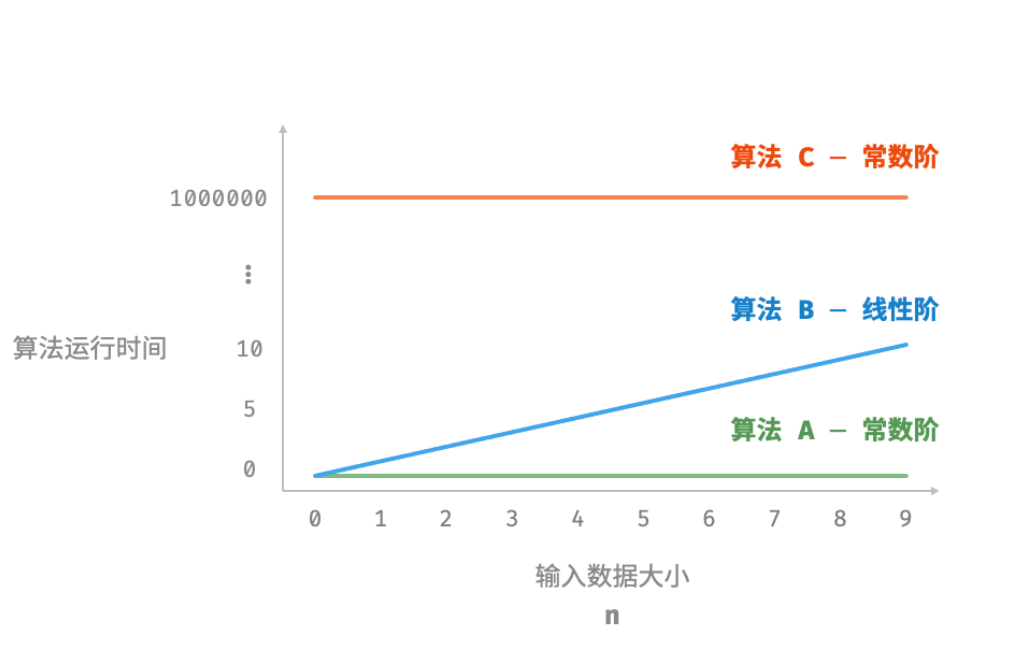 算法 C — 常数阶
1000000
⋮
算法 B — 线性阶
算法运行时间
10
5
算法 A — 常数阶
0
0 1 2 3 4 5 6 7 8 9
输入数据大小
n